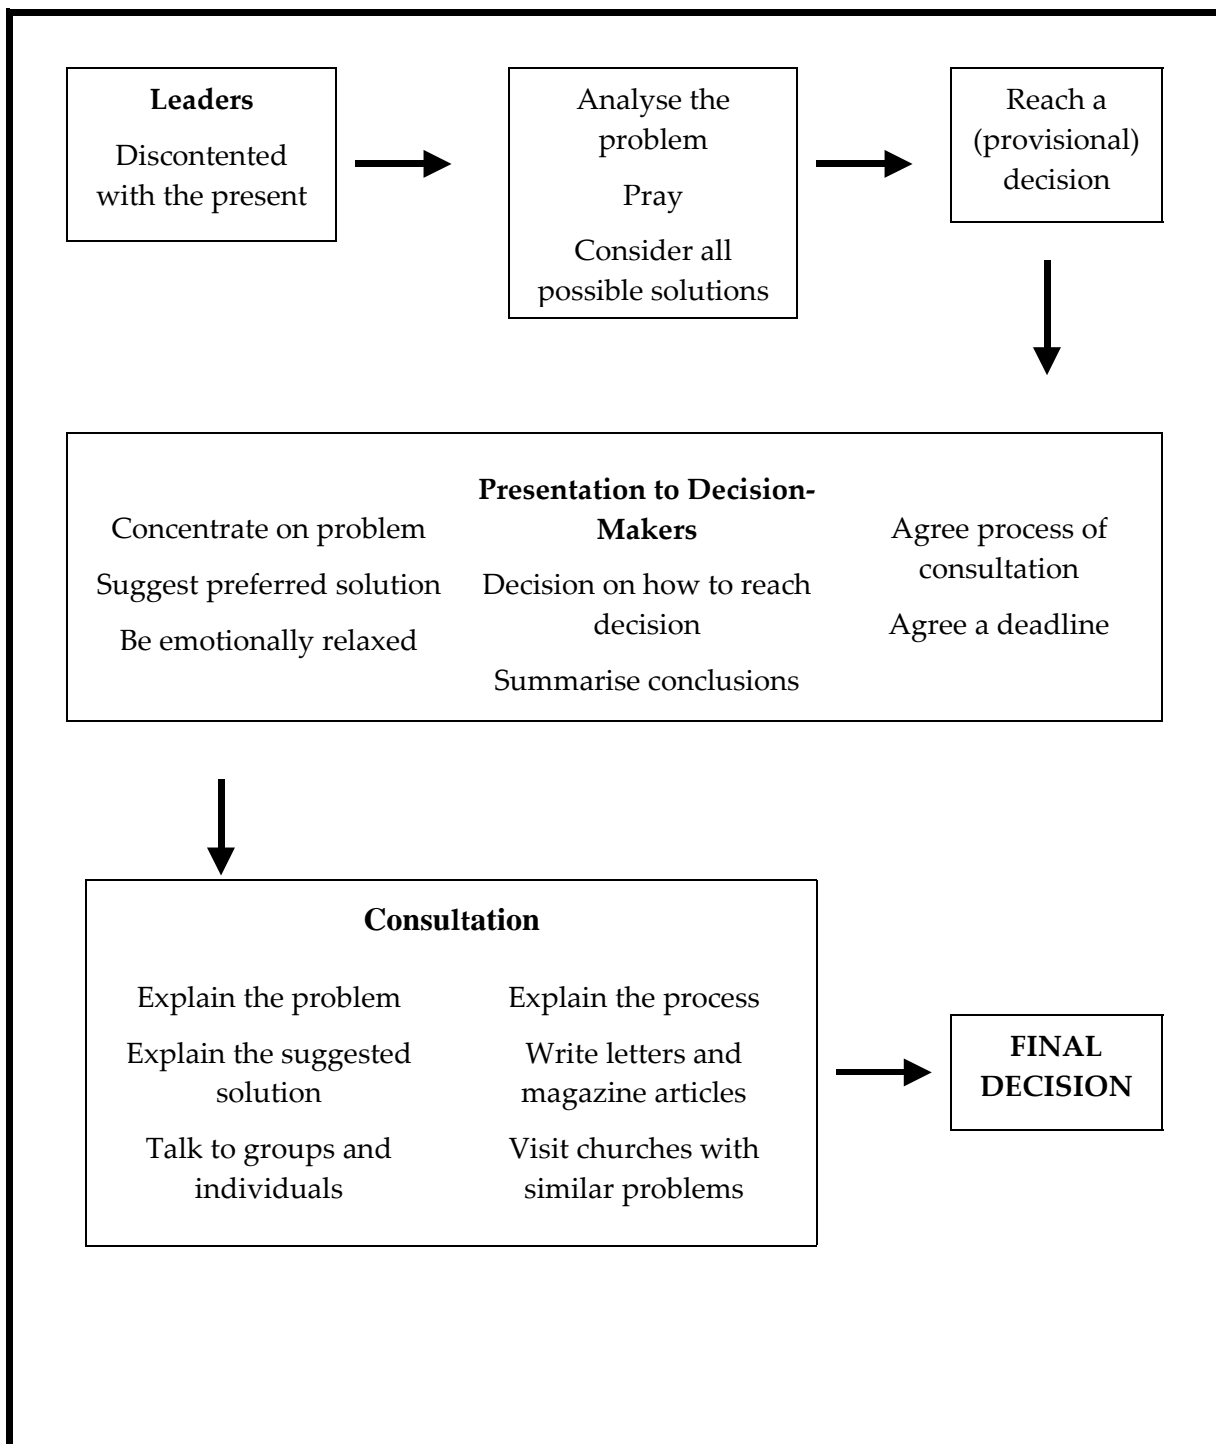 Leaders
Discontented
with the present
Analyse the
problem
Pray
Consider all
possible solutions
Reach a
(provisional)
decision
Concentrate on problem
Suggest preferred solution
Be emotionally relaxed
Presentation to Decision-
Makers
Decision on how to reach
decision
Summarise conclusions
Agree process of
consultation
Agree a deadline
Consultation
Explain the problem
Explain the suggested
solution
Talk to groups and
individuals
Explain the process
Write letters and
magazine articles
Visit churches with
similar problems
FINAL
DECISION